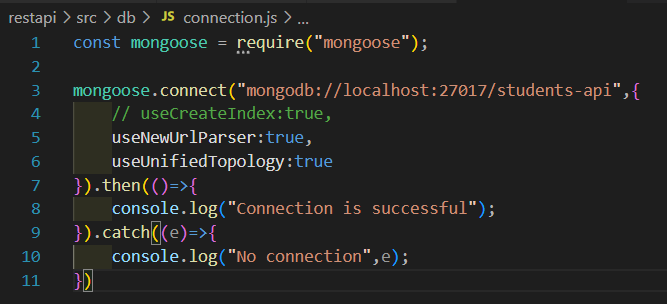 restapi > src > db > JS connection.js > ...
1 const mongoose = require("mongoose");
2
3 mongoose.connect("mongodb://localhost:27017/students-api",{
4     // useCreateIndex:true,
5     useNewUrlParser:true,
6     useUnifiedTopology:true
7 }).then(()=>{
8     console.log("Connection is successful");
9 }).catch((e)=>{
10     console.log("No connection",e);
11 })